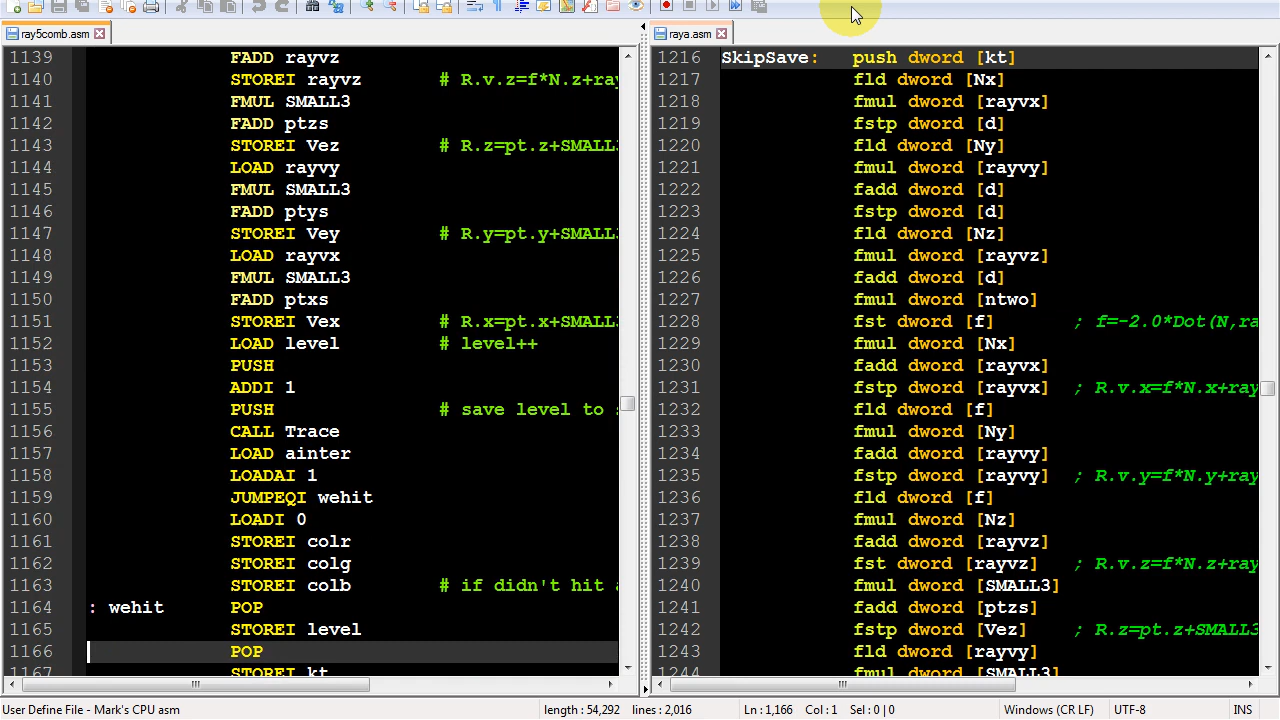 ray5comb.asm
1139 FADD rayvz
1140 STOREI rayvz # R.v.z=f*N.z+ra
1141 FMUL SMALL3
1142 FADD ptzs
1143 STOREI Vez # R.z=pt.z+SMALL
1144 LOAD rayvy
1145 FMUL SMALL3
1146 FADD ptys
1147 STOREI Vey # R.y=pt.y+SMALL
1148 LOAD rayvx
1149 FMUL SMALL3
1150 FADD ptxs
1151 STOREI Vex # R.x=pt.x+SMALL
1152 LOAD level # level++
1153 PUSH
1154 ADDI 1
1155 PUSH # save level to
1156 CALL Trace
1157 LOAD ainter
1158 LOADAI 1
1159 JUMPEQI wehit
1160 LOADI 0
1161 STOREI colr
1162 STOREI colg
1163 STOREI colb # if didn't hit
1164 : wehit POP
1165 STOREI level
1166 POP
1167 STOREI kt
raya.asm
1216 SkipSave: push dword [kt]
1217 fld dword [Nx]
1218 fmul dword [rayvx]
1219 fstp dword [d]
1220 fld dword [Ny]
1221 fmul dword [rayvy]
1222 fadd dword [d]
1223 fstp dword [d]
1224 fld dword [Nz]
1225 fmul dword [rayvz]
1226 fadd dword [d]
1227 fmul dword [ntwo]
1228 fst dword [f] ; f=-2.0*Dot(N,ra
1229 fmul dword [Nx]
1230 fadd dword [rayvx]
1231 fstp dword [rayvx] ; R.v.x=f*N.x+ray
1232 fld dword [f]
1233 fmul dword [Ny]
1234 fadd dword [rayvy]
1235 fstp dword [rayvy] ; R.v.y=f*N.y+ray
1236 fld dword [f]
1237 fmul dword [Nz]
1238 fadd dword [rayvz]
1239 fst dword [rayvz] ; R.v.z=f*N.z+ray
1240 fmul dword [SMALL3]
1241 fadd dword [ptzs]
1242 fstp dword [Vez] ; R.z=pt.z+SMALL3
1243 fld dword [rayvy]
1244 fmul dword [SMALL3]
User Define File - Mark's CPU asm length : 54,292 lines : 2,016 Ln : 1,166 Col : 1 Sel : 0 | 0 Windows (CR LF) UTF-8 INS